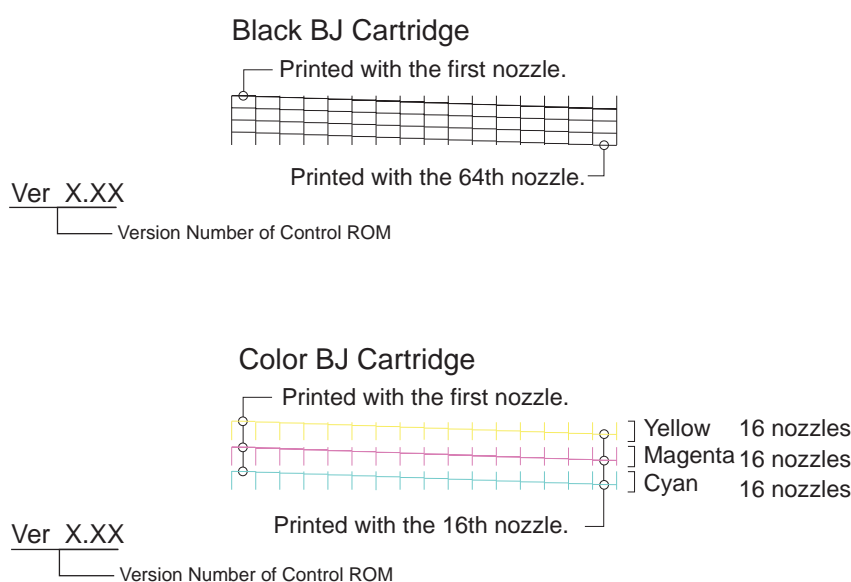 Black BJ Cartridge
Printed with the first nozzle.
Printed with the 64th nozzle.
Ver X.XX
Version Number of Control ROM
Color BJ Cartridge
Printed with the first nozzle.
Yellow 16 nozzles
Magenta 16 nozzles
Cyan 16 nozzles
Printed with the 16th nozzle.
Ver X.XX
Version Number of Control ROM